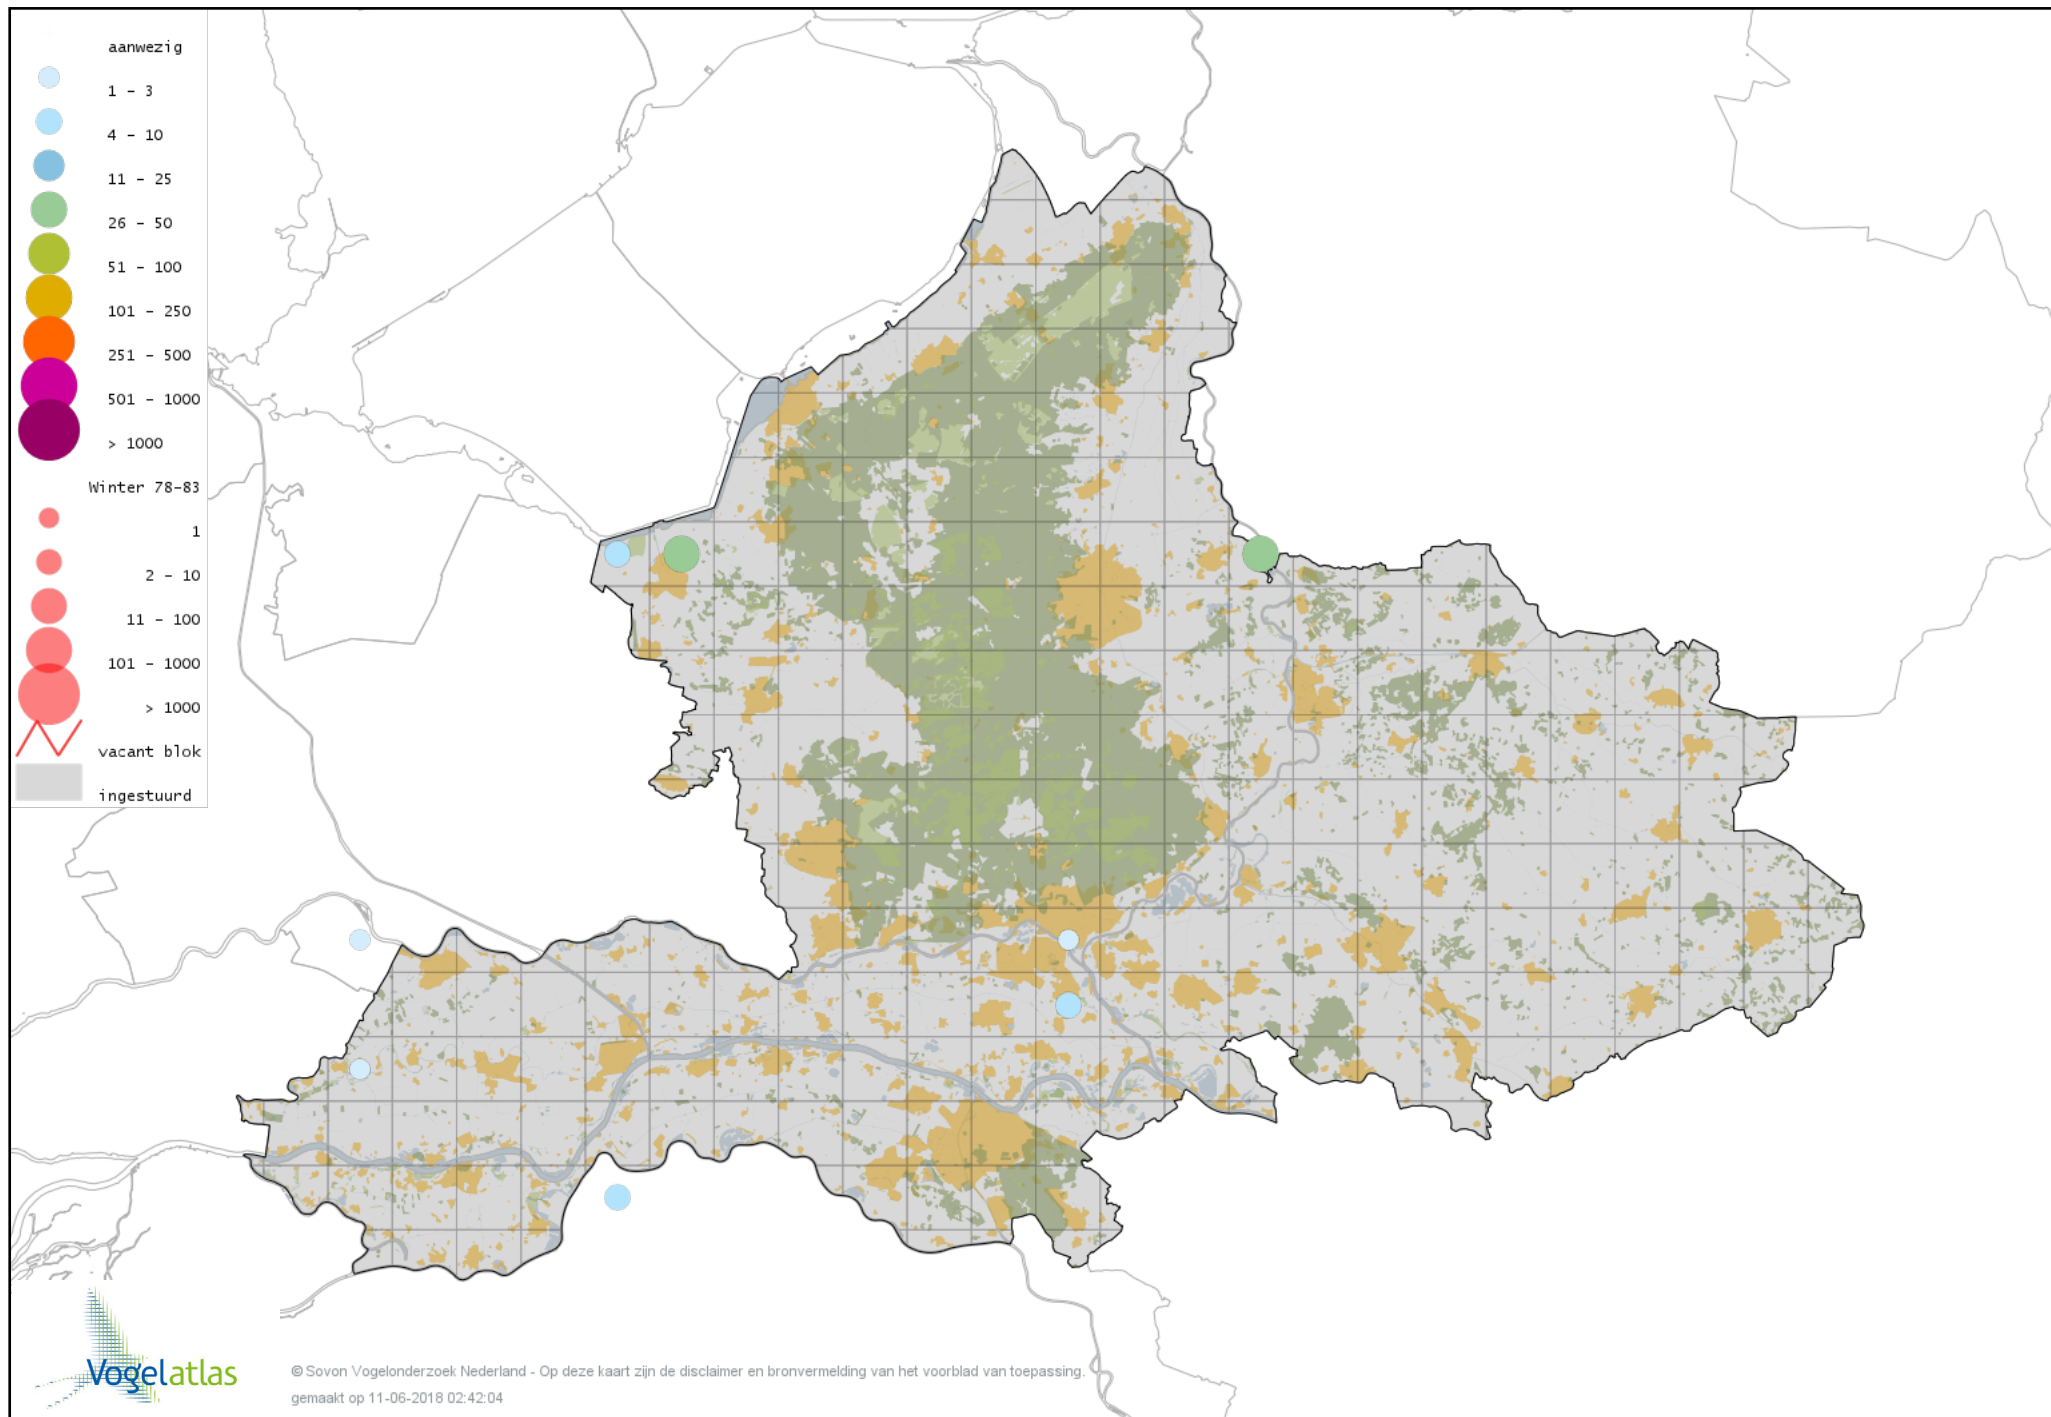 aanwezig
1 - 3
4 - 10
11 - 25
26 - 50
51 - 100
101 - 250
251 - 500
501 - 1000
> 1000
Winter 78-83
1
2 - 10
11 - 100
101 - 1000
> 1000
vacant blok
ingestuurd
Vogelatlas
© Sovon Vogelonderzoek Nederland - Op deze kaart zijn de disclaimer en bronvermelding van het voorblad van toepassing.
gemaakt op 11-06-2018 02:42:04